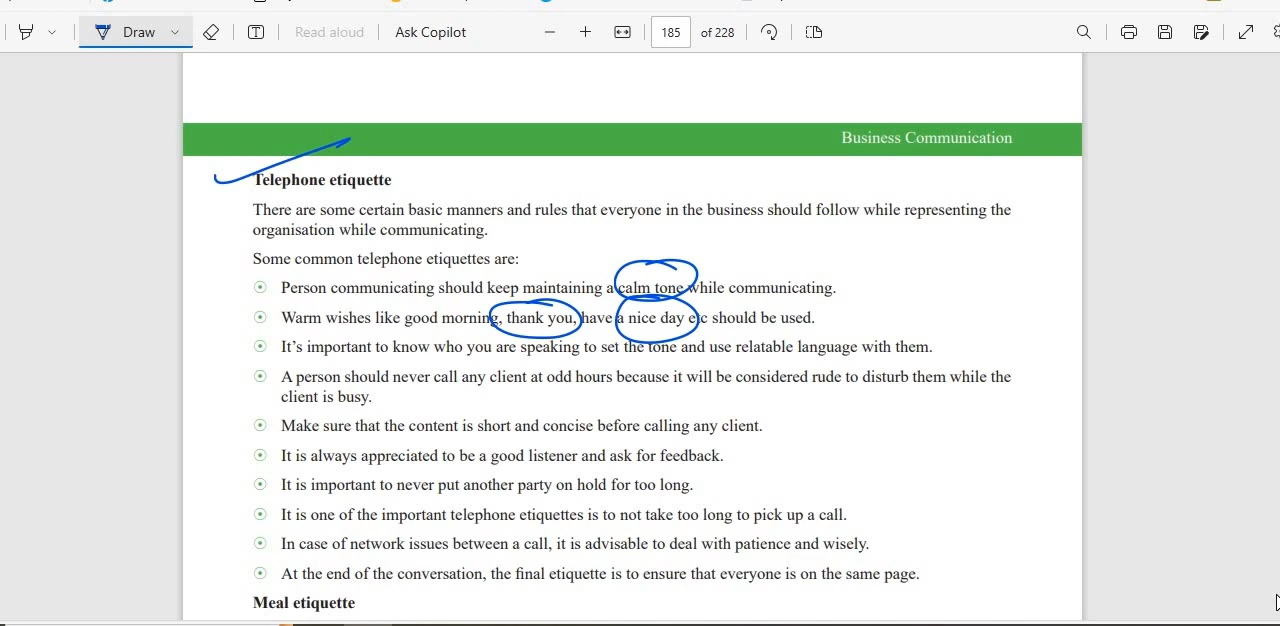 Draw
Read aloud
Ask Copilot
185
of 228
Business Communication
Telephone etiquette
There are some certain basic manners and rules that everyone in the business should follow while representing the
organisation while communicating.
Some common telephone etiquettes are:
Person communicating should keep maintaining a calm tone while communicating.
Warm wishes like good morning, thank you, have a nice day etc should be used.
It's important to know who you are speaking to set the tone and use relatable language with them.
A person should never call any client at odd hours because it will be considered rude to disturb them while the
client is busy.
Make sure that the content is short and concise before calling any client.
It is always appreciated to be a good listener and ask for feedback.
It is important to never put another party on hold for too long.
It is one of the important telephone etiquettes is to not take too long to pick up a call.
In case of network issues between a call, it is advisable to deal with patience and wisely.
At the end of the conversation, the final etiquette is to ensure that everyone is on the same page.
Meal etiquette